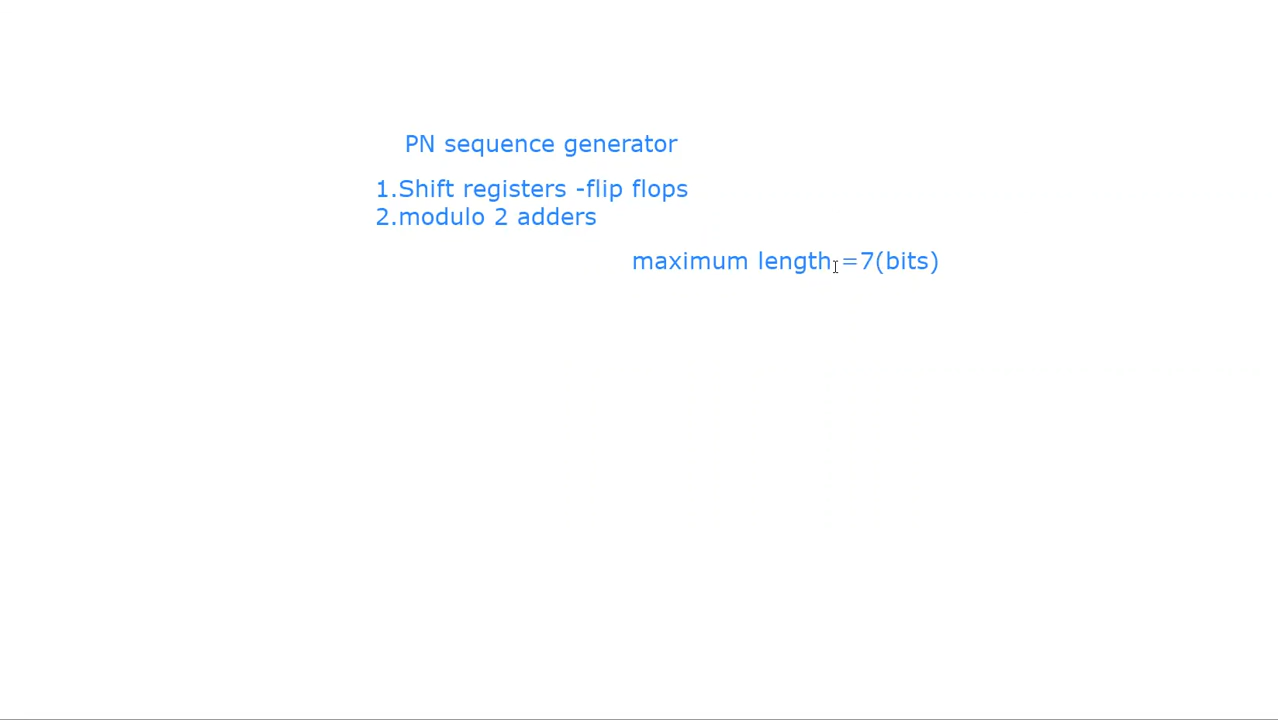 PN sequence generator
1.Shift registers -flip flops
2.modulo 2 adders
maximum length =7(bits)